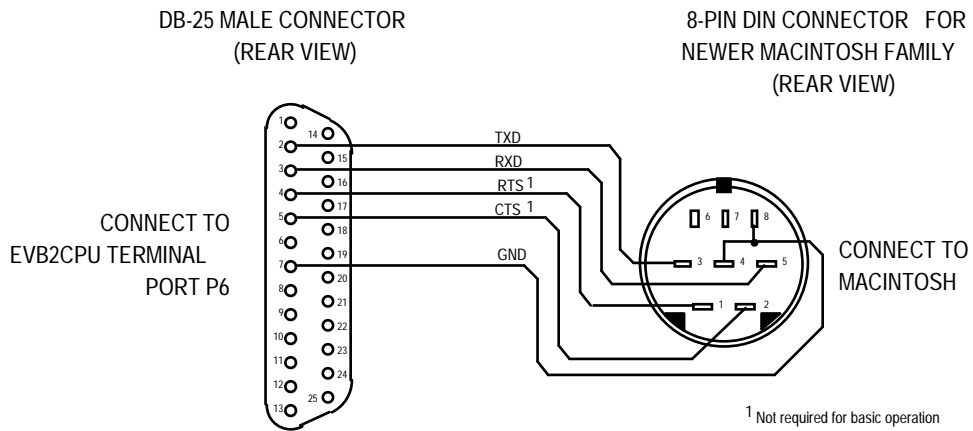 DB-25 MALE CONNECTOR
(REAR VIEW)
8-PIN DIN CONNECTOR FOR
NEWER MACINTOSH FAMILY
(REAR VIEW)
1
14
2
15
3
16
4
17
5
18
6
19
7
20
8
21
9
22
10
23
11
24
12
25
13
TXD
RXD
RTS 1
CTS 1
GND
6
7
8
3
4
5
1
2
CONNECT TO
EVB2CPU TERMINAL
PORT P6
CONNECT TO
MACINTOSH
1 Not required for basic operation